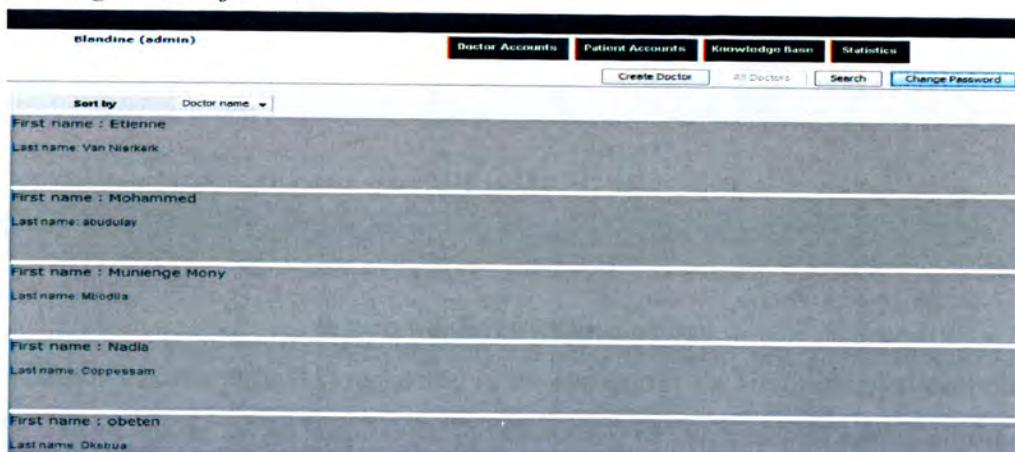 Blandine (admin)
Doctor Accounts Patient Accounts Knowledge Base Statistics
Create Doctor All Doctors Search Change Password
Sort by Doctor name
First name : Etienne
Last name: Van Nierkerk
First name : Mohammed
Last name: abudulay
First name : Munienge Mony
Last name: Mbodila
First name : Nadia
Last name: Coppessam
First name : obeten
Last name: Okebua